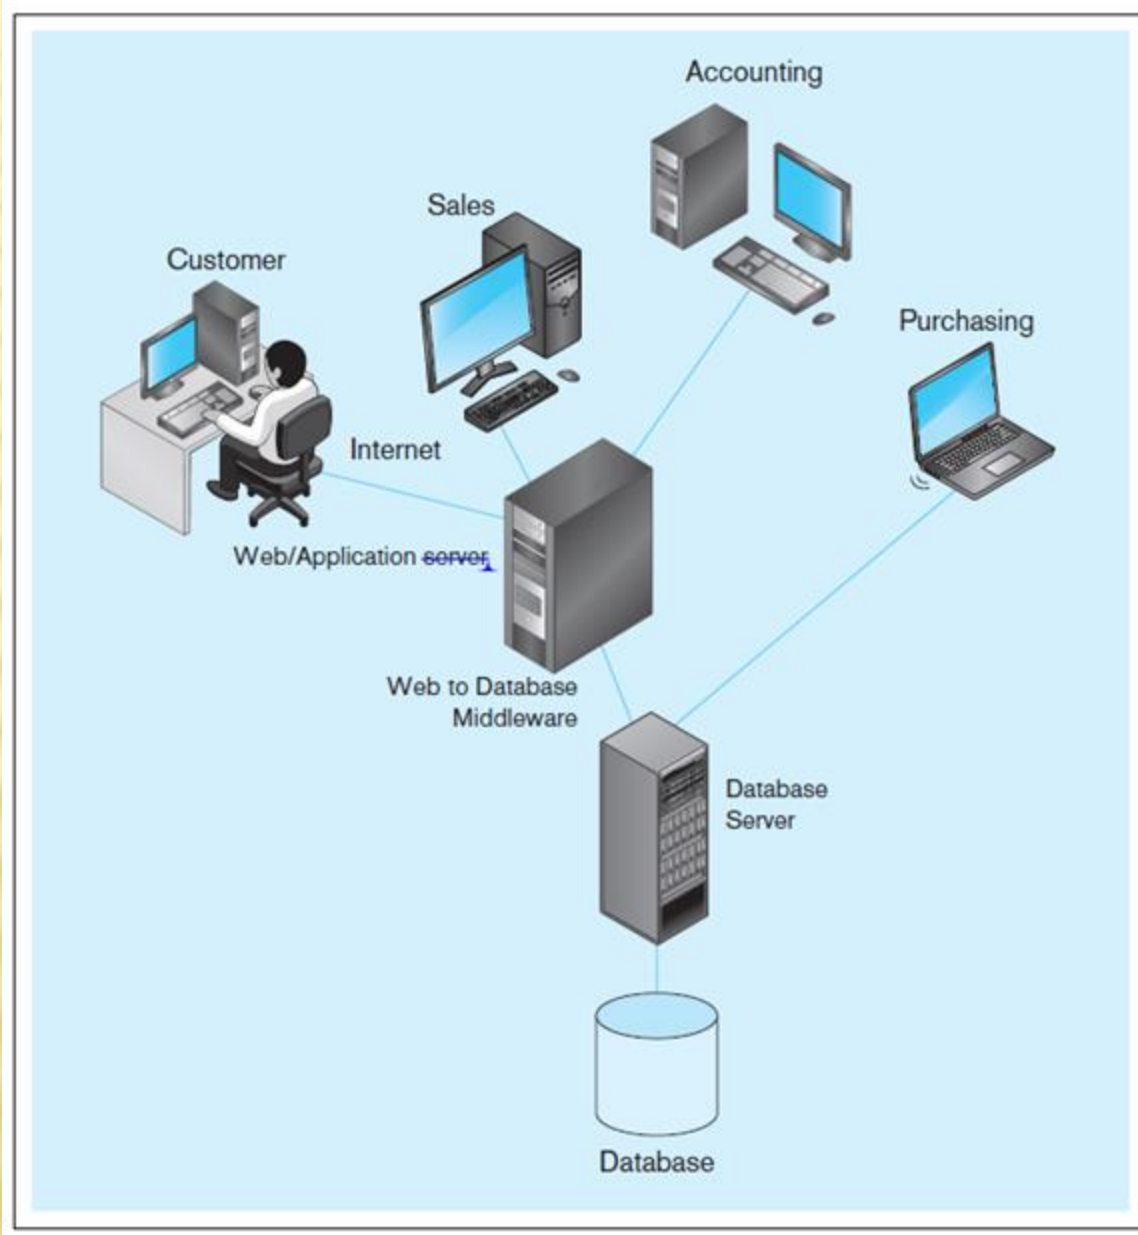 Accounting
Sales
Customer
Purchasing
Internet
Web/Application server
Web to Database
Middleware
Database
Server
Database